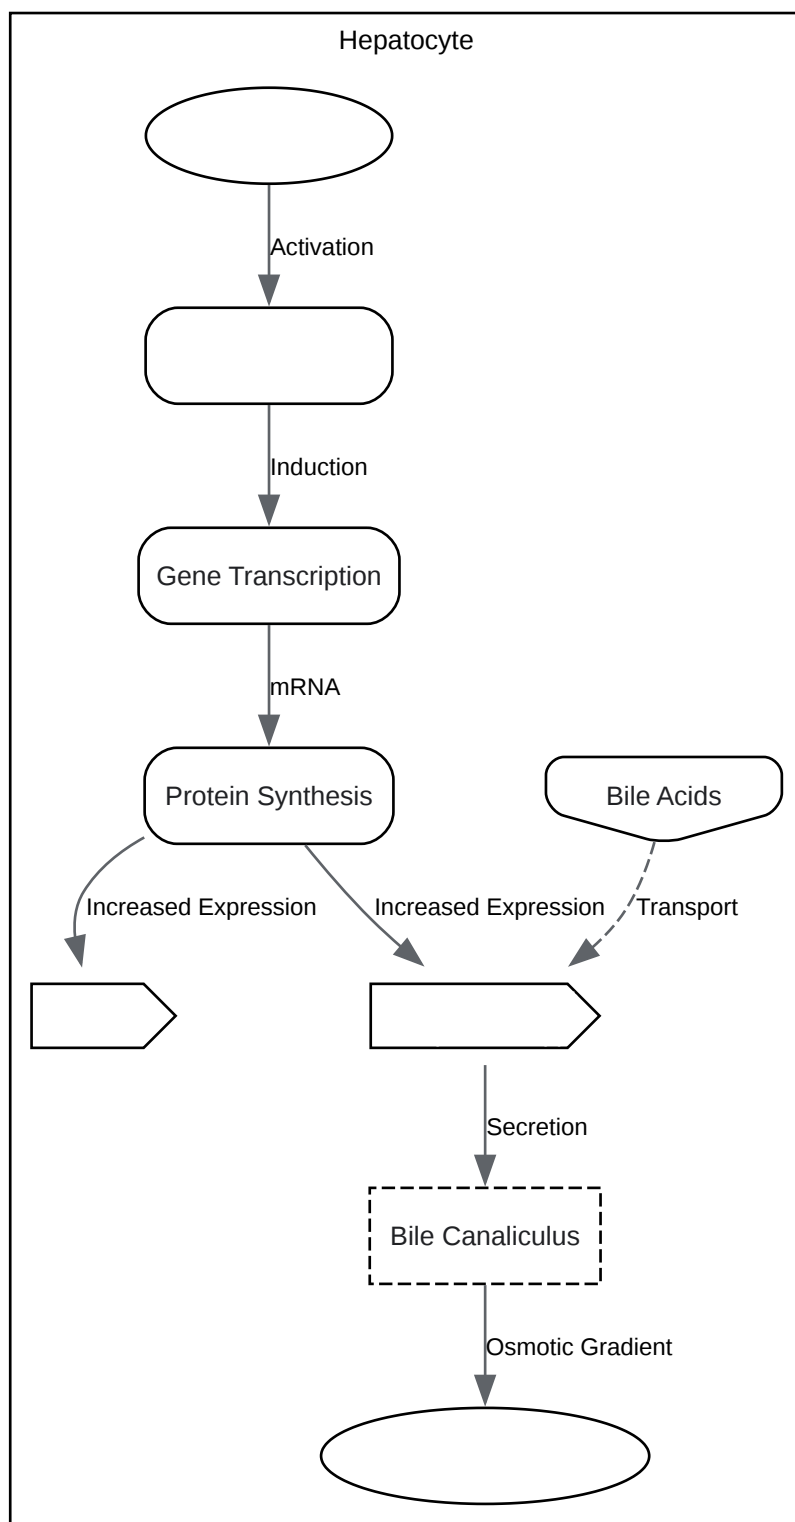 Hepatocyte
Activation
Induction
Gene Transcription
mRNA
Protein Synthesis
Bile Acids
Increased Expression
Increased Expression
Transport
Secretion
Bile Canaliculus
Osmotic Gradient